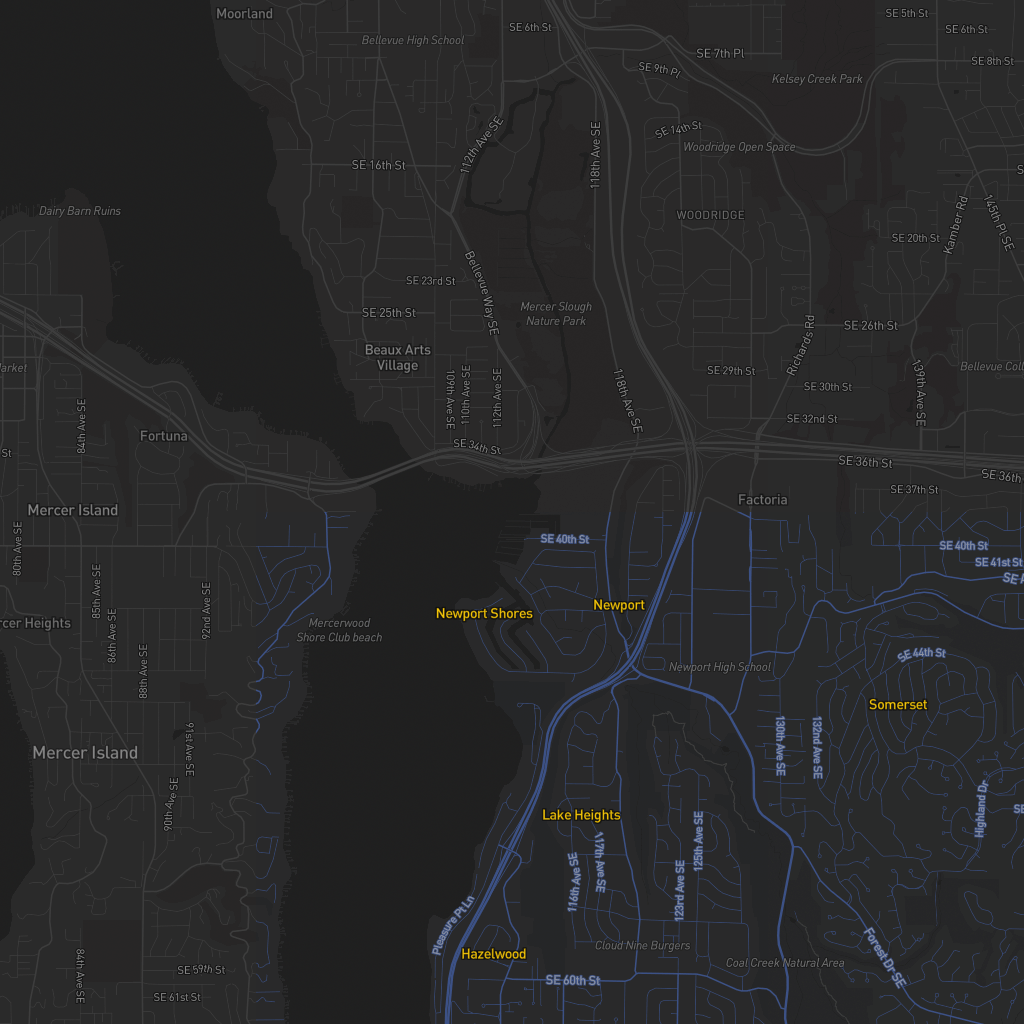 Moorland
SE 6th St
SE 5th St
SE 6th St
Bellevue High School
SE 7th Pl
SE 8th St
SE 9th Pl
Kelsey Creek Park
112th Ave SE
118th Ave SE
SE 14th St
Woodridge Open Space
SE 16th St
Dairy Barn Ruins
WOODRIDGE
Kamber Rd
145th Pl SE
SE 20th St
Bellevue Way SE
SE 23rd St
Mercer Slough
Nature Park
SE 25th St
SE 26th St
Richards Rd
Beaux Arts
Village
109th Ave SE
110th Ave SE
112th Ave SE
118th Ave SE
SE 29th St
SE 30th St
139th Ave SE
84th Ave SE
SE 32nd St
Fortuna
SE 34th St
SE 36th St
SE 36th
SE 37th St
Factoria
Mercer Island
80th Ave SE
SE 40th St
SE 40th St
SE 41st St
85th Ave SE
86th Ave SE
92nd Ave SE
88th Ave SE
Mercerwood
Shore Club beach
Newport Shores
Newport
SE 44th St
Newport High School
Somerset
Mercer Island
91st Ave SE
90th Ave SE
130th Ave SE
132nd Ave SE
Highland Dr
Lake Heights
116th Ave SE
117th Ave SE
123rd Ave SE
125th Ave SE
Pleasure Pt Ln
Hazelwood
Cloud Nine Burgers
Coal Creek Natural Area
Forest Dr SE
84th Ave SE
SE 59th St
SE 60th St
SE 61st St